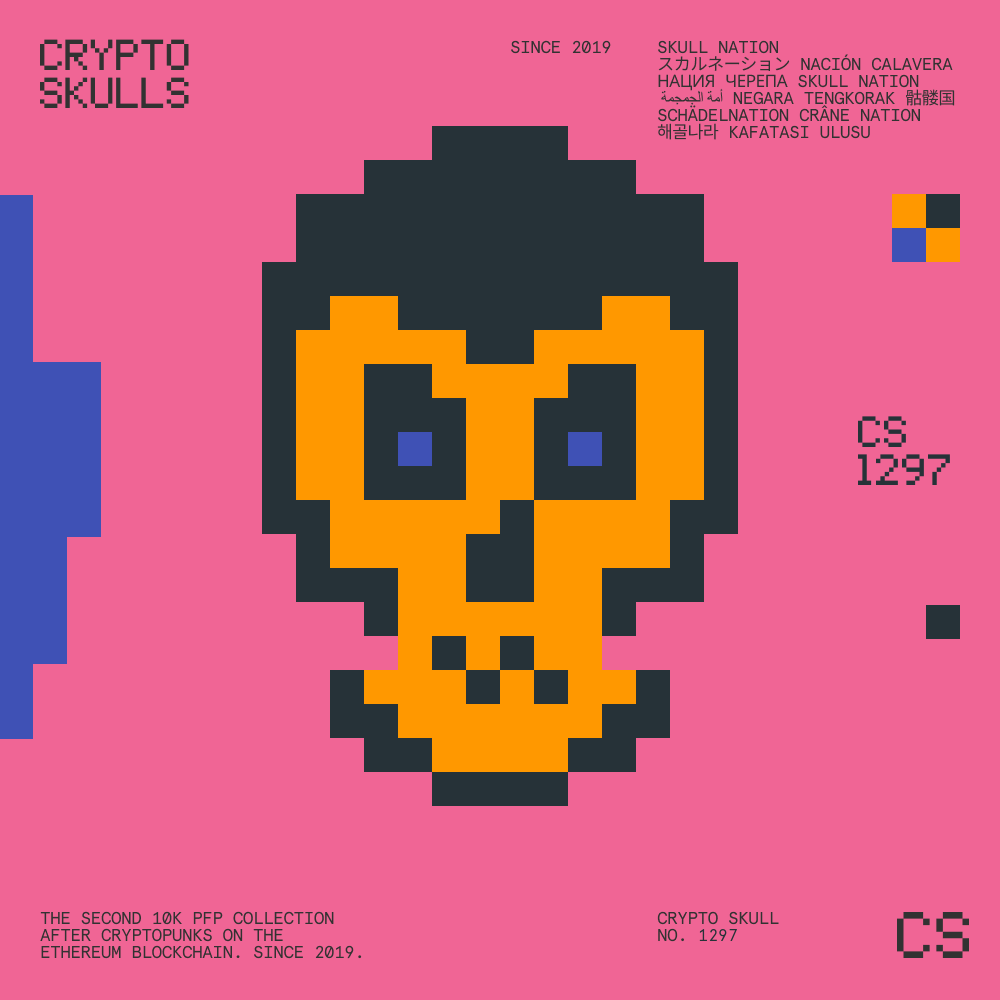 CRYPTO
SKULLS
SINCE 2019
SKULL NATION
スカルネーション NACIÓN CALAVERA
НАЦИЯ ЧЕРЕПА SKULL NATION
أمة الجمجمة NEGARA TENGKORAK 骷髅国
SCHÄDELNATION CRÂNE NATION
해골나라 KAFATASI ULUSU
CS
1297
THE SECOND 10K PFP COLLECTION
AFTER CRYPTOPUNKS ON THE
ETHEREUM BLOCKCHAIN. SINCE 2019.
CRYPTO SKULL
NO. 1297
CS